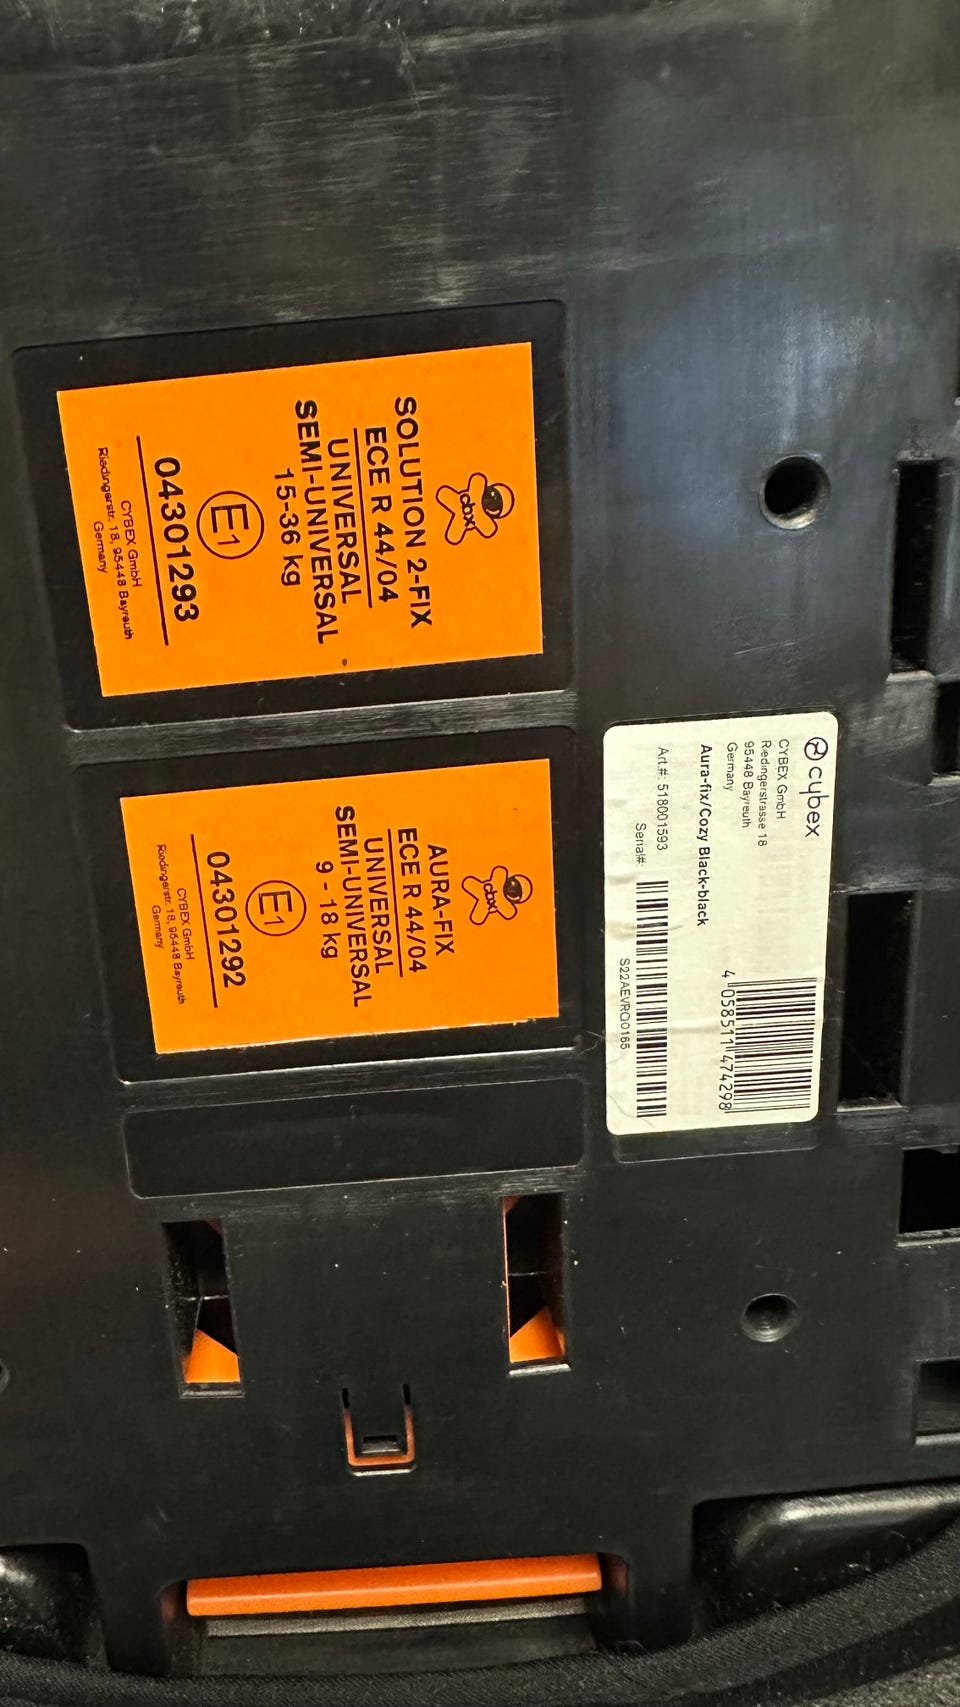 cbx
SOLUTION 2-FIX
ECE R 44/04
UNIVERSAL
SEMI-UNIVERSAL
15-36 kg
E1
04301293
CYBEX GmbH
Riedingerstr. 18, 95448 Bayreuth
Germany
cbx
AURA-FIX
ECE R 44/04
UNIVERSAL
SEMI-UNIVERSAL
9 - 18 kg
E1
04301292
CYBEX GmbH
Riedingerstr. 18, 95448 Bayreuth
Germany
cybex
CYBEX GmbH
Riedingerstrasse 18
95448 Bayreuth
Germany
4 058511 474298
Aura-fix/Cozy Black-black
Art.#: 518001593
Serial#:
S22AEVRO0165